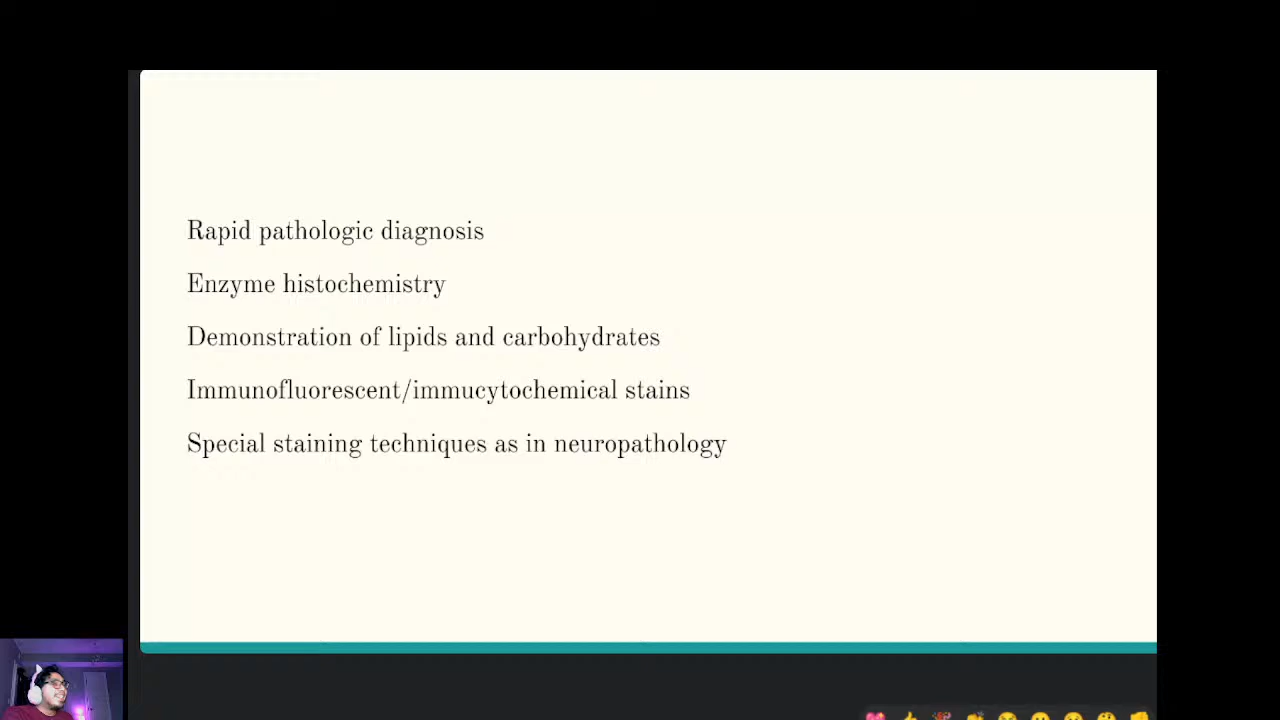 Rapid pathologic diagnosis
Enzyme histochemistry
Demonstration of lipids and carbohydrates
Immunofluorescent/immucytochemical stains
Special staining techniques as in neuropathology